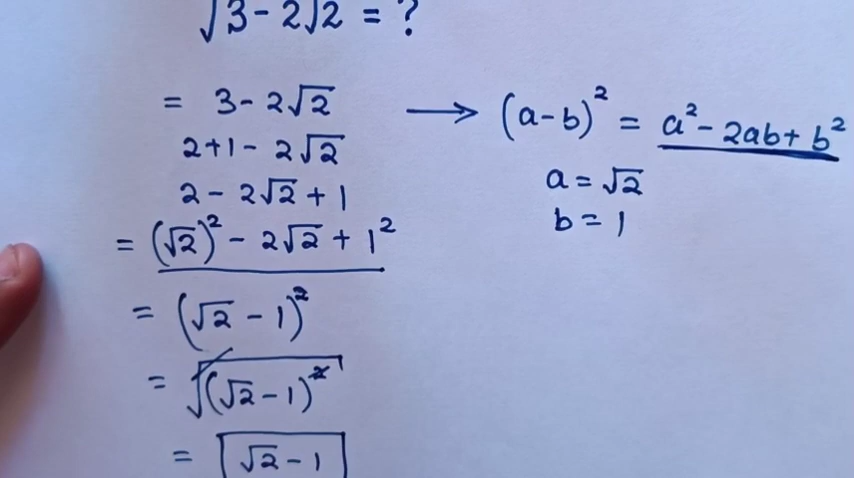 √3 - 2√2 = ?
= 3 - 2√2 → (a - b)² = a² - 2ab + b²
2 + 1 - 2√2
2 - 2√2 + 1
a = √2
b = 1
= (√2)² - 2√2 + 1²
= (√2 - 1)²
= √(√2 - 1)²
= √2 - 1